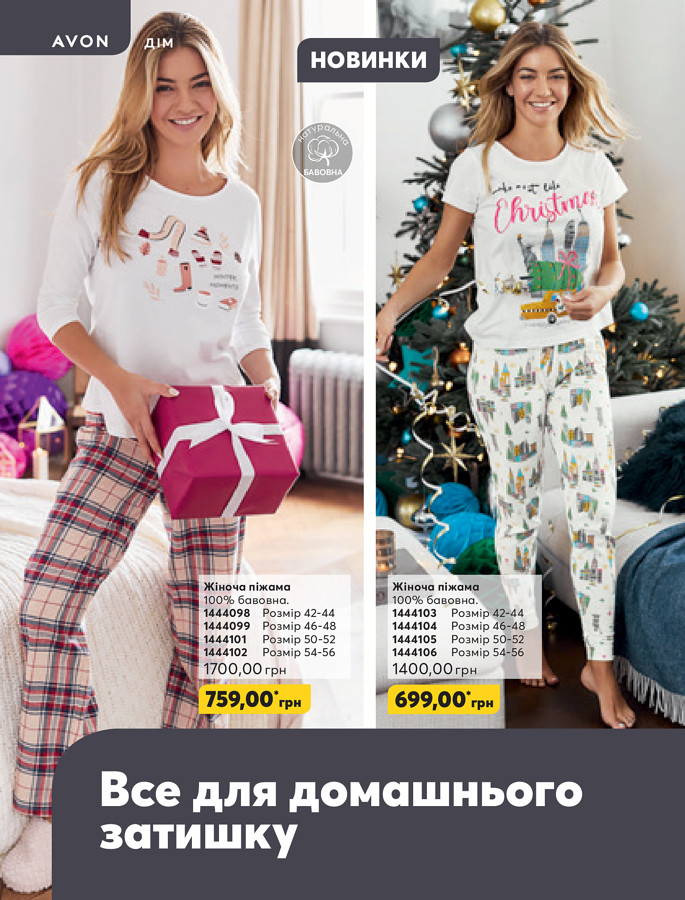 AVON
ДІМ
НОВИНКИ
натуральна
БАВОВНА
WINTER
MOMENTS
Christmas
Жіноча піжама
100% бавовна.
1444098 Розмір 42-44
1444099 Розмір 46-48
1444101 Розмір 50-52
1444102 Розмір 54-56
1700,00 грн
759,00* грн
Жіноча піжама
100% бавовна.
1444103 Розмір 42-44
1444104 Розмір 46-48
1444105 Розмір 50-52
1444106 Розмір 54-56
1400,00 грн
699,00* грн
Все для домашнього
затишку